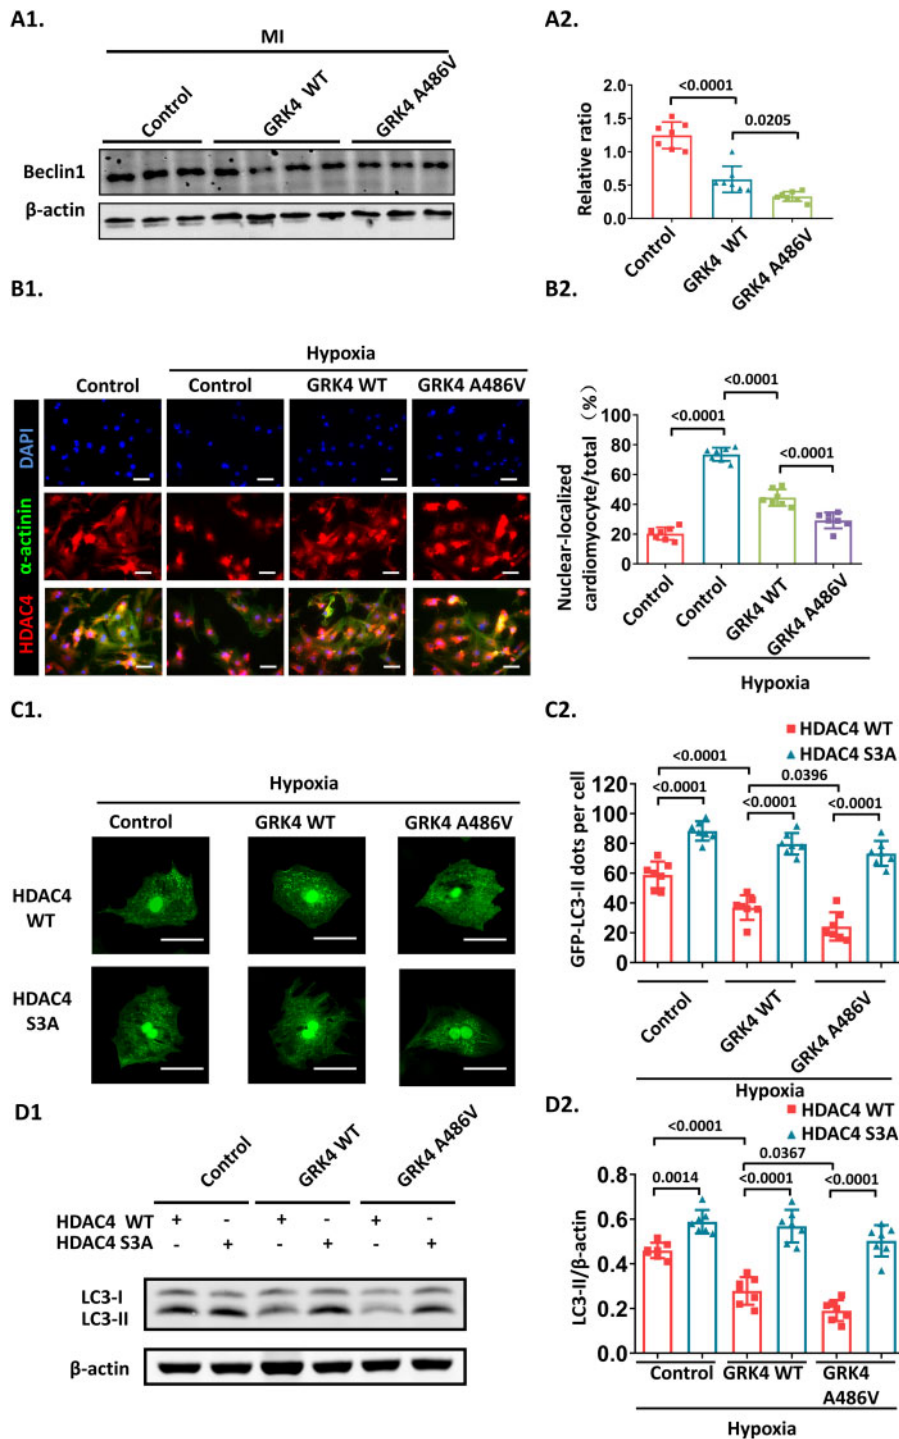 A1.
MI
Control
GRK4 WT
GRK4 A486V
Beclin1
β-actin
A2.
Relative ratio
2.0
1.5
1.0
0.5
0.0
<0.0001
0.0205
Control
GRK4 WT
GRK4 A486V
B1.
Hypoxia
Control
Control
GRK4 WT
GRK4 A486V
DAPI
α-actinin
HDAC4
B2.
Nuclear-localized
cardiomyocyte/total (%)
100
80
60
40
20
0
<0.0001
<0.0001
<0.0001
Control
Control
GRK4 WT
GRK4 A486V
Hypoxia
C1.
Hypoxia
Control
GRK4 WT
GRK4 A486V
HDAC4
WT
HDAC4
S3A
C2.
HDAC4 WT
HDAC4 S3A
GFP-LC3-II dots per cell
120
100
80
60
40
20
0
<0.0001
0.0396
<0.0001
<0.0001
<0.0001
Control
GRK4 WT
GRK4 A486V
Hypoxia
D1
Control
GRK4 WT
GRK4 A486V
HDAC4 WT + - + - + -
HDAC4 S3A - + - + - +
LC3-I
LC3-II
β-actin
D2.
HDAC4 WT
HDAC4 S3A
LC3-II/β-actin
0.8
0.6
0.4
0.2
0.0
<0.0001
0.0367
0.0014
<0.0001
<0.0001
Control
GRK4 WT
GRK4
A486V
Hypoxia